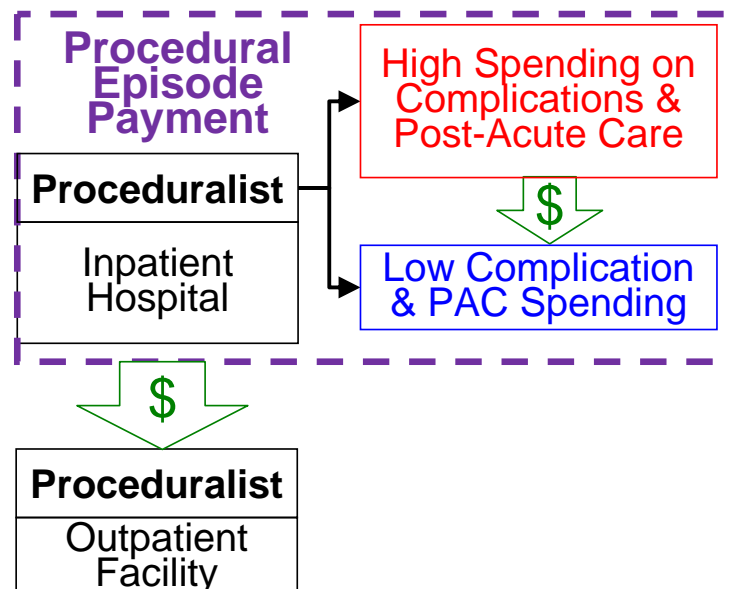 Procedural
Episode
Payment
High Spending on
Complications &
Post-Acute Care
Proceduralist
$
Inpatient
Hospital
Low Complication
& PAC Spending
$
Proceduralist
Outpatient
Facility